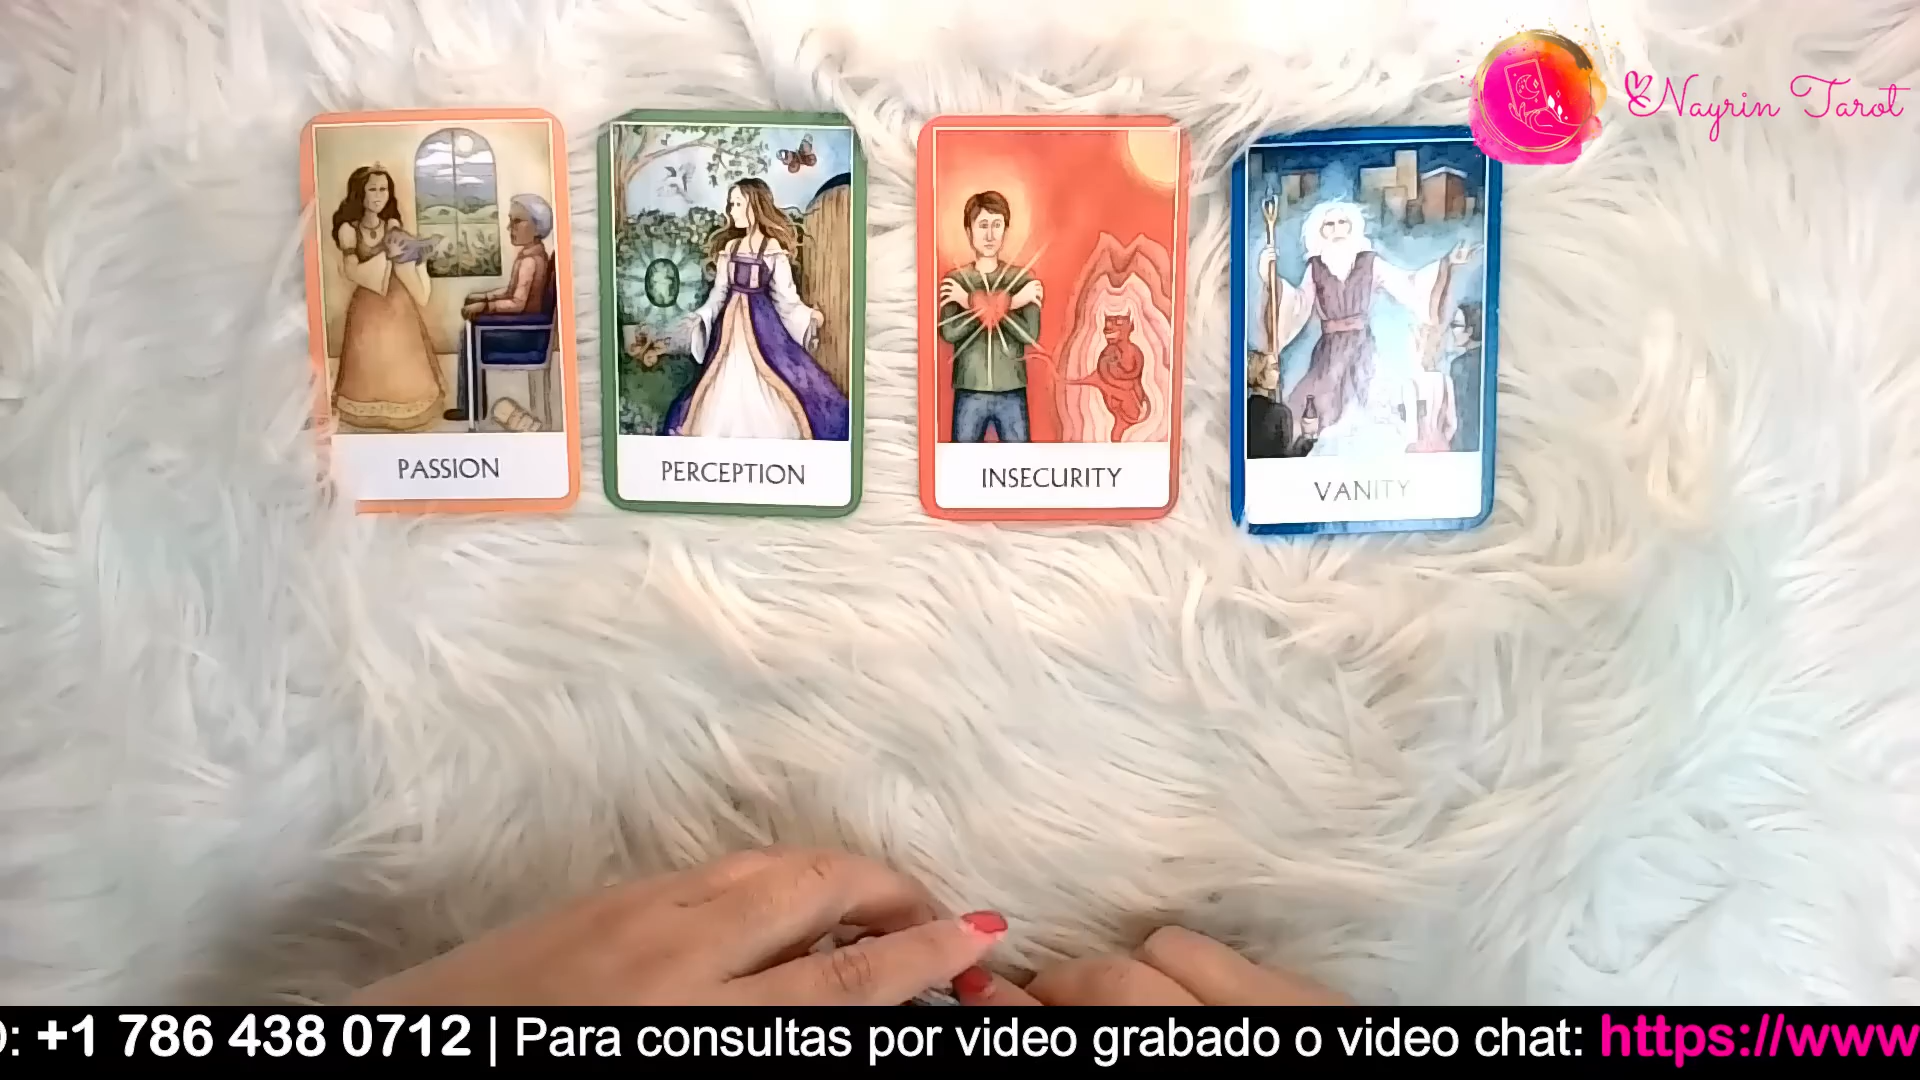 Nayrin Tarot
PASSION
PERCEPTION
INSECURITY
VANITY
: +1 786 438 0712 | Para consultas por video grabado o video chat: https://www